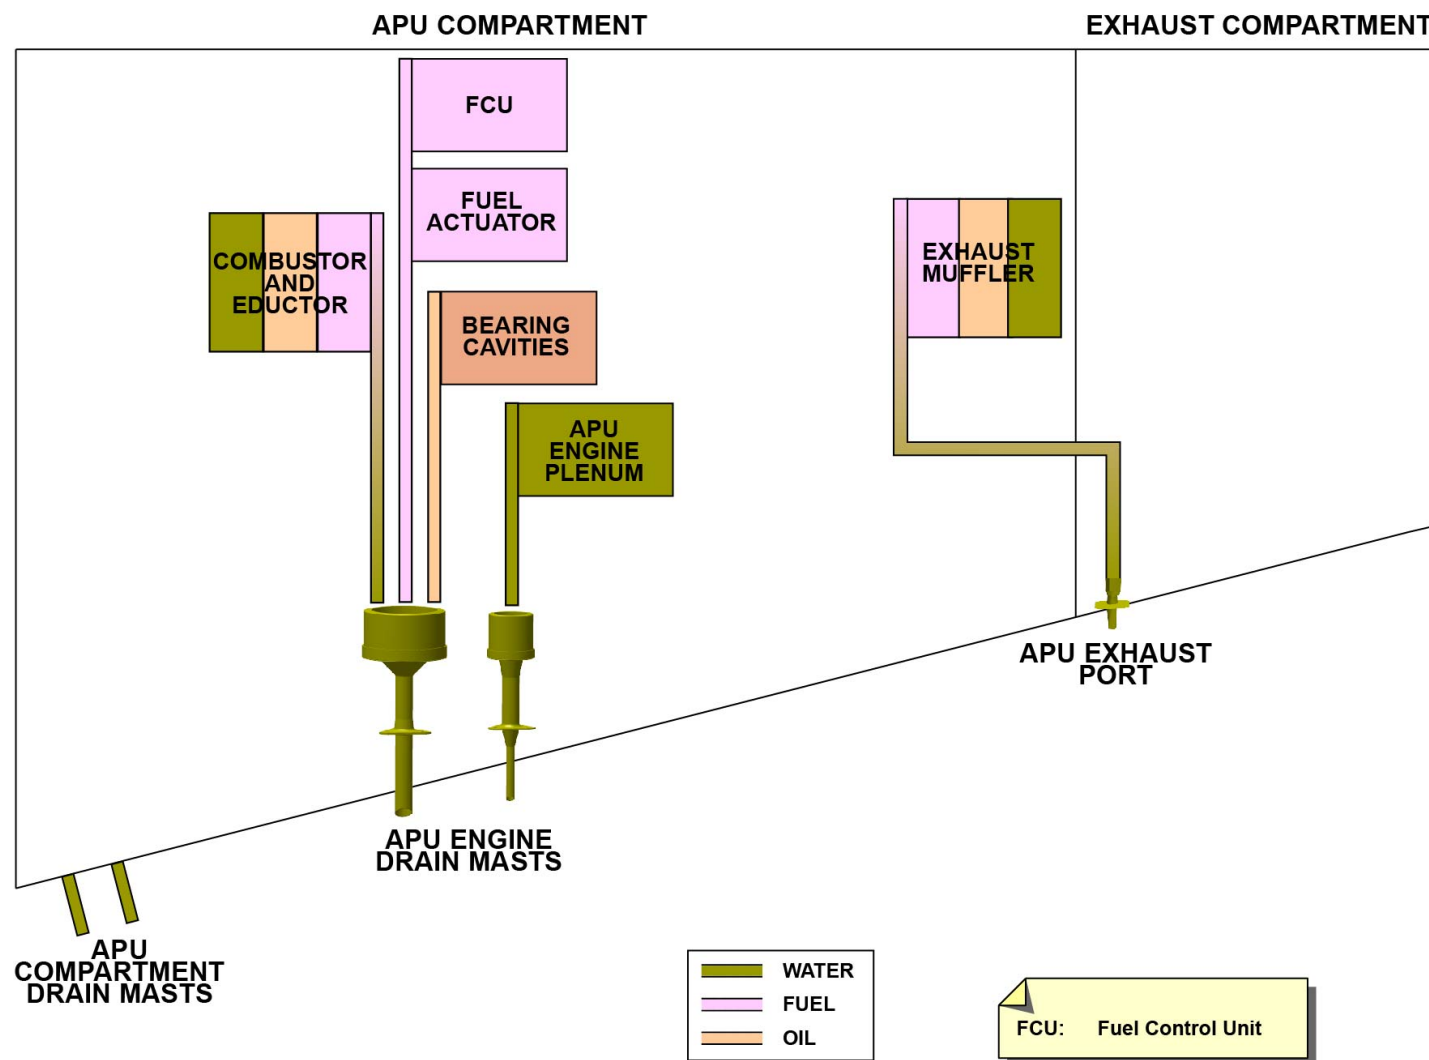 APU COMPARTMENT
EXHAUST COMPARTMENT
FCU
FUEL
ACTUATOR
COMBUSTOR
AND
EDUCTOR
EXHAUST
MUFFLER
BEARING
CAVITIES
APU
ENGINE
PLENUM
APU EXHAUST
PORT
APU ENGINE
DRAIN MASTS
APU
COMPARTMENT
DRAIN MASTS
WATER
FUEL
OIL
FCU: Fuel Control Unit